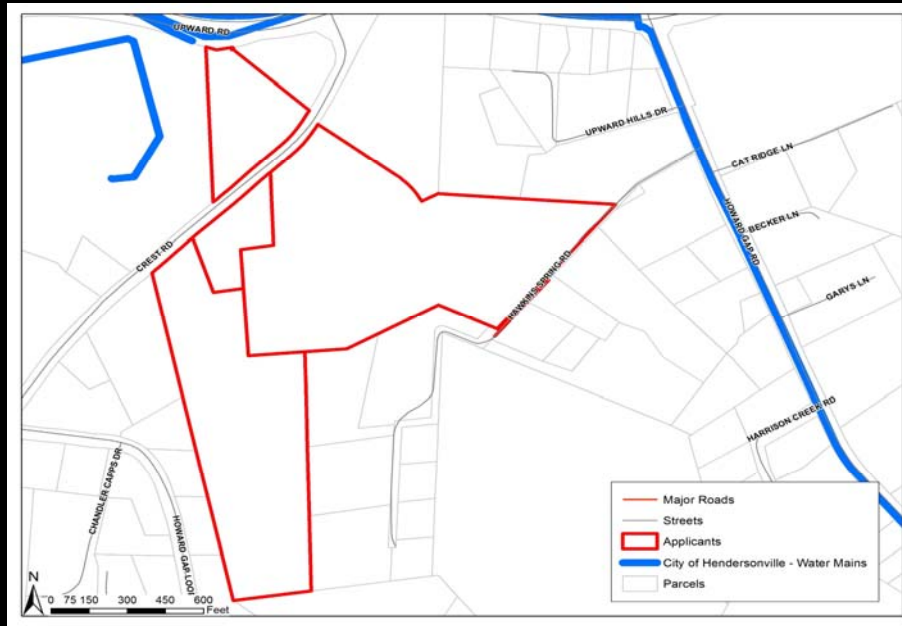 UPWARD RD
UPWARD HILLS DR
CAT RIDGE LN
HOWARD GAP RD
BECKER LN
CREST RD
HAWKINS SPRING RD
GARYS LN
HARRISON CREEK RD
CHANDLER CAPPS DR
HOWARD GAP LOOP
Major Roads
Streets
Applicants
City of Hendersonville - Water Mains
Parcels
N
0 75 150 300 450 600
Feet